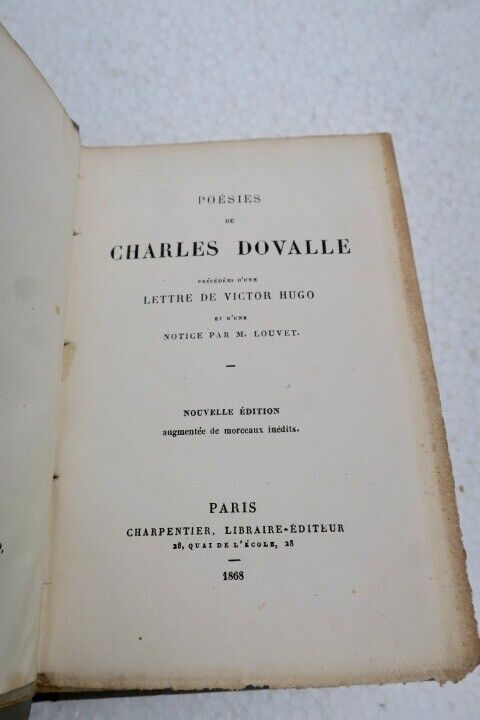 POÉSIES
DE
CHARLES DOVALLE
PRÉCÉDÉES D'UNE
LETTRE DE VICTOR HUGO
ET D'UNE
NOTICE PAR M. LOUVET.
NOUVELLE ÉDITION
augmentée de morceaux inédits.
PARIS
CHARPENTIER, LIBRAIRE-ÉDITEUR
28, QUAI DE L'ÉCOLE, 28
1868